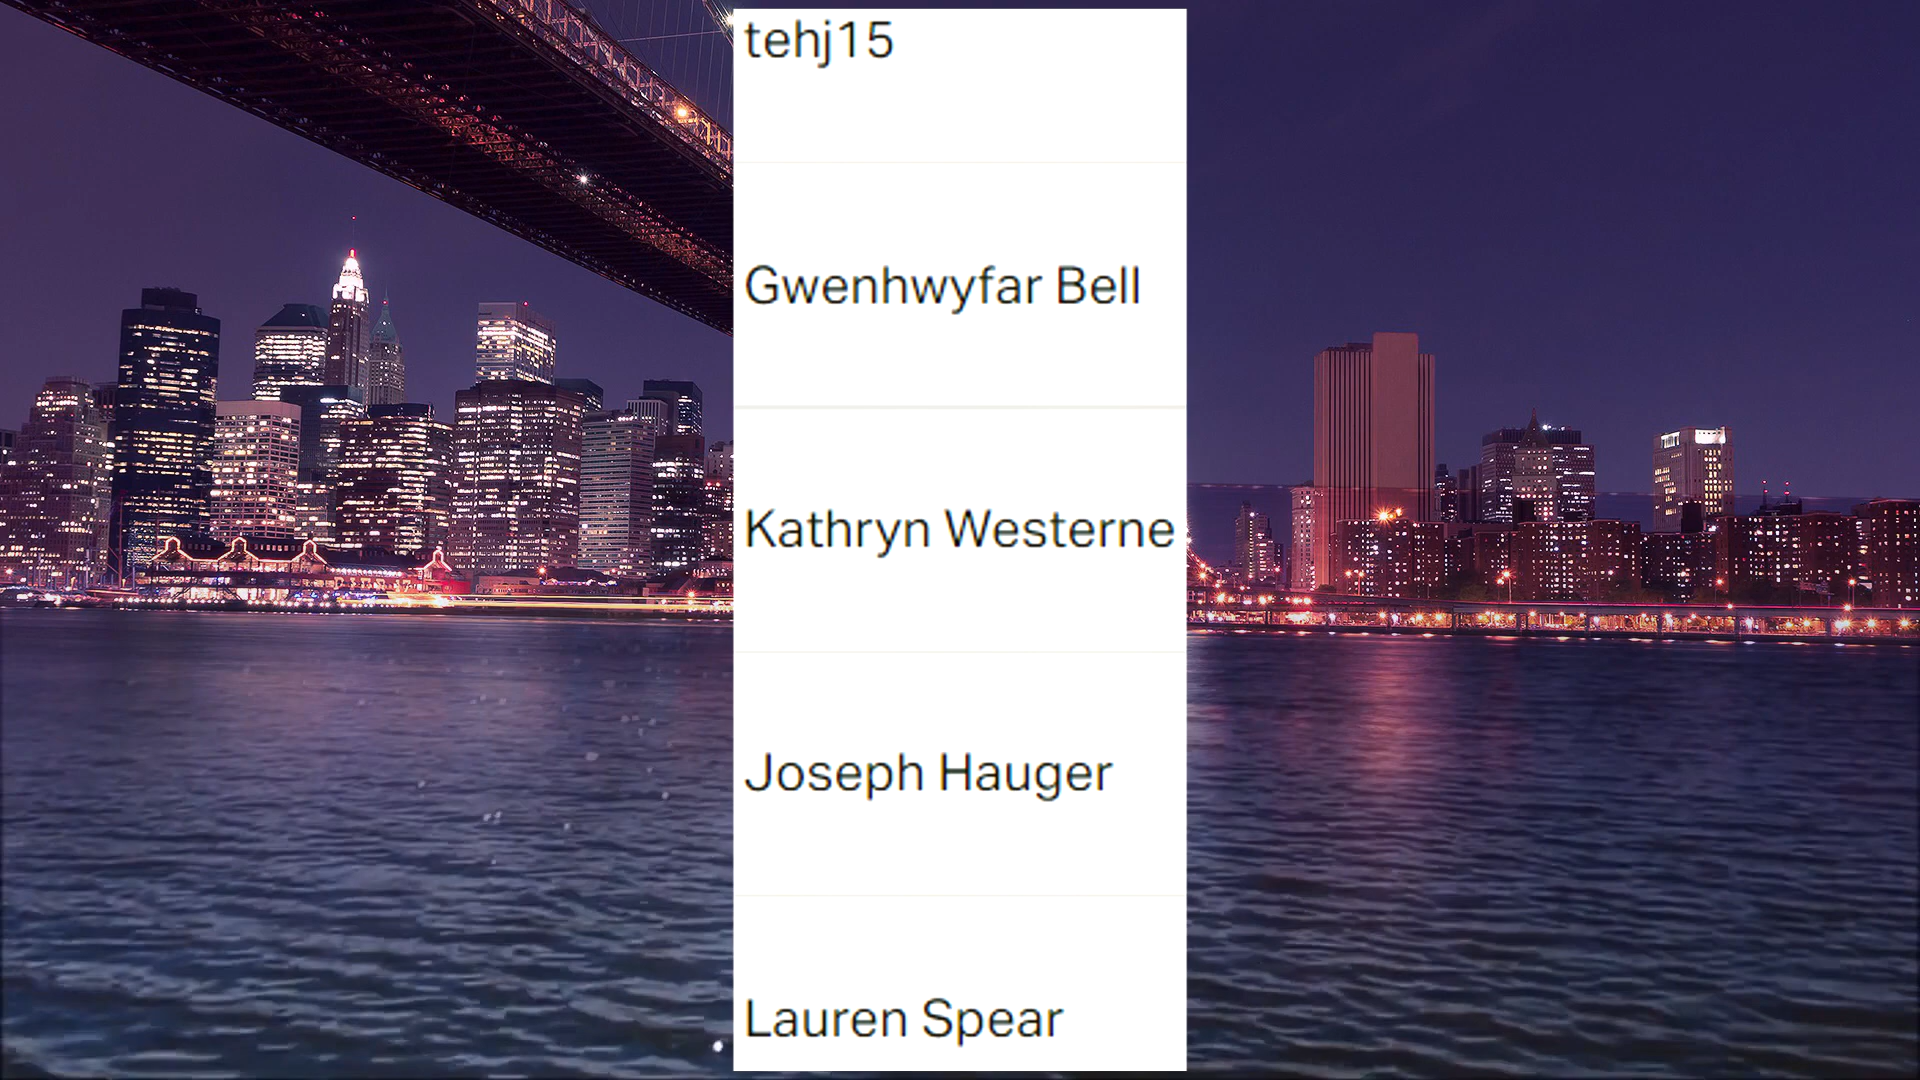 tehj15
Gwenhwyfar Bell
Kathryn Westerne
Joseph Hauger
Lauren Spear